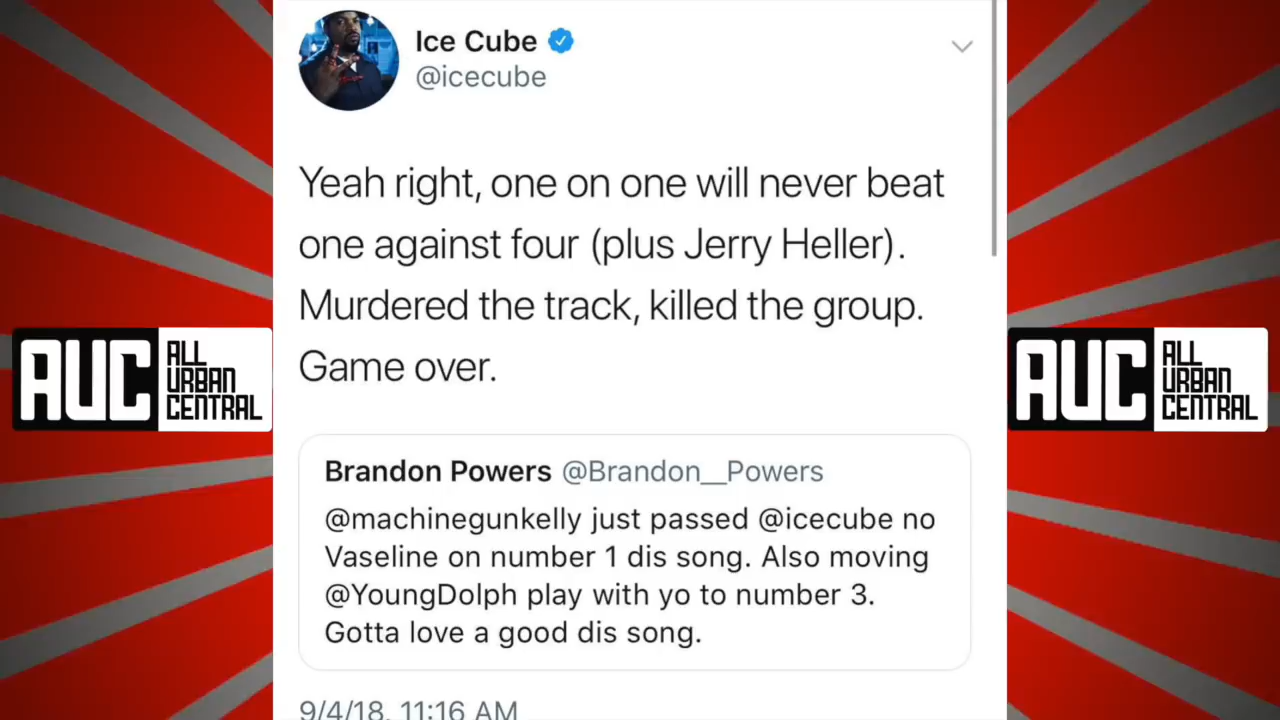 Ice Cube
@icecube
Yeah right, one on one will never beat
one against four (plus Jerry Heller).
Murdered the track, killed the group.
Game over.
AUC ALL
URBAN
CENTRAL
AUC ALL
URBAN
CENTRAL
Brandon Powers @Brandon__Powers
@machinegunkelly just passed @icecube no
Vaseline on number 1 dis song. Also moving
@YoungDolph play with yo to number 3.
Gotta love a good dis song.
9/4/18, 11:16 AM